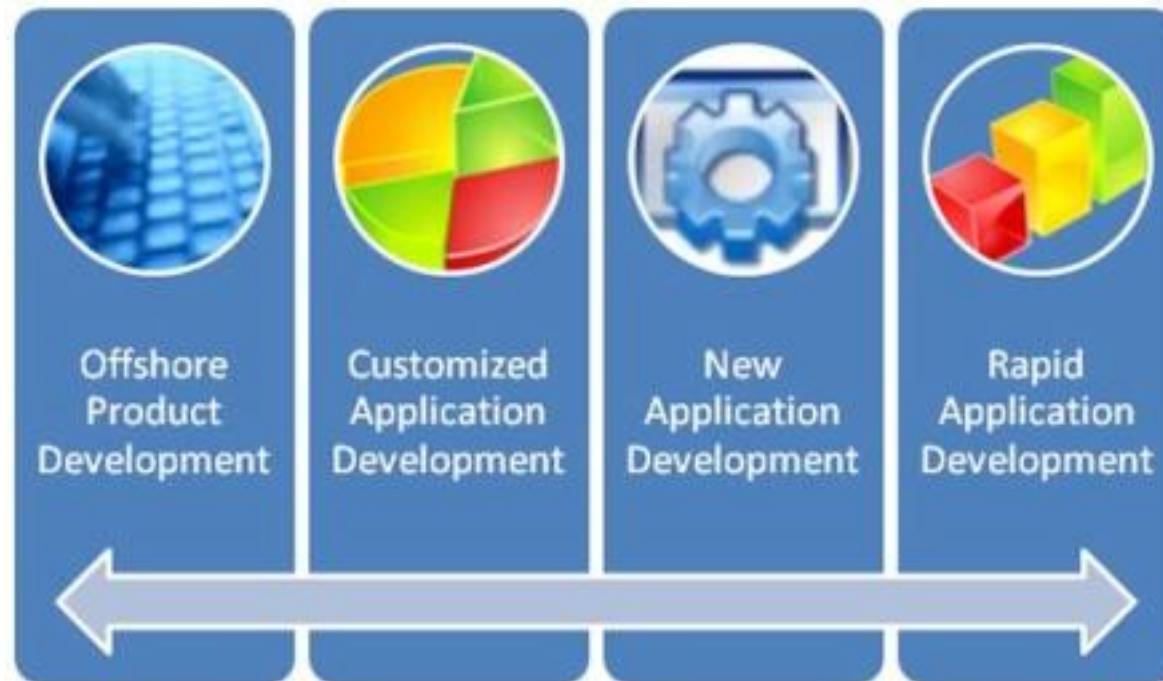 Offshore
Product
Development
Customized
Application
Development
New
Application
Development
Rapid
Application
Development